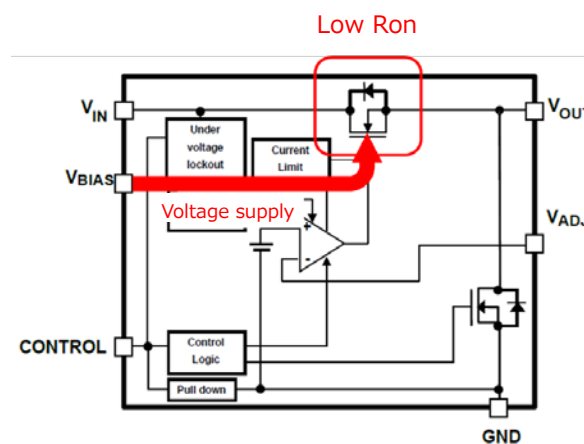 Low Ron
VIN
VOUT
Under
voltage
lockout
Current
Limit
VBIAS
Voltage supply
VADJ
+
-
CONTROL
Control
Logic
Pull down
GND